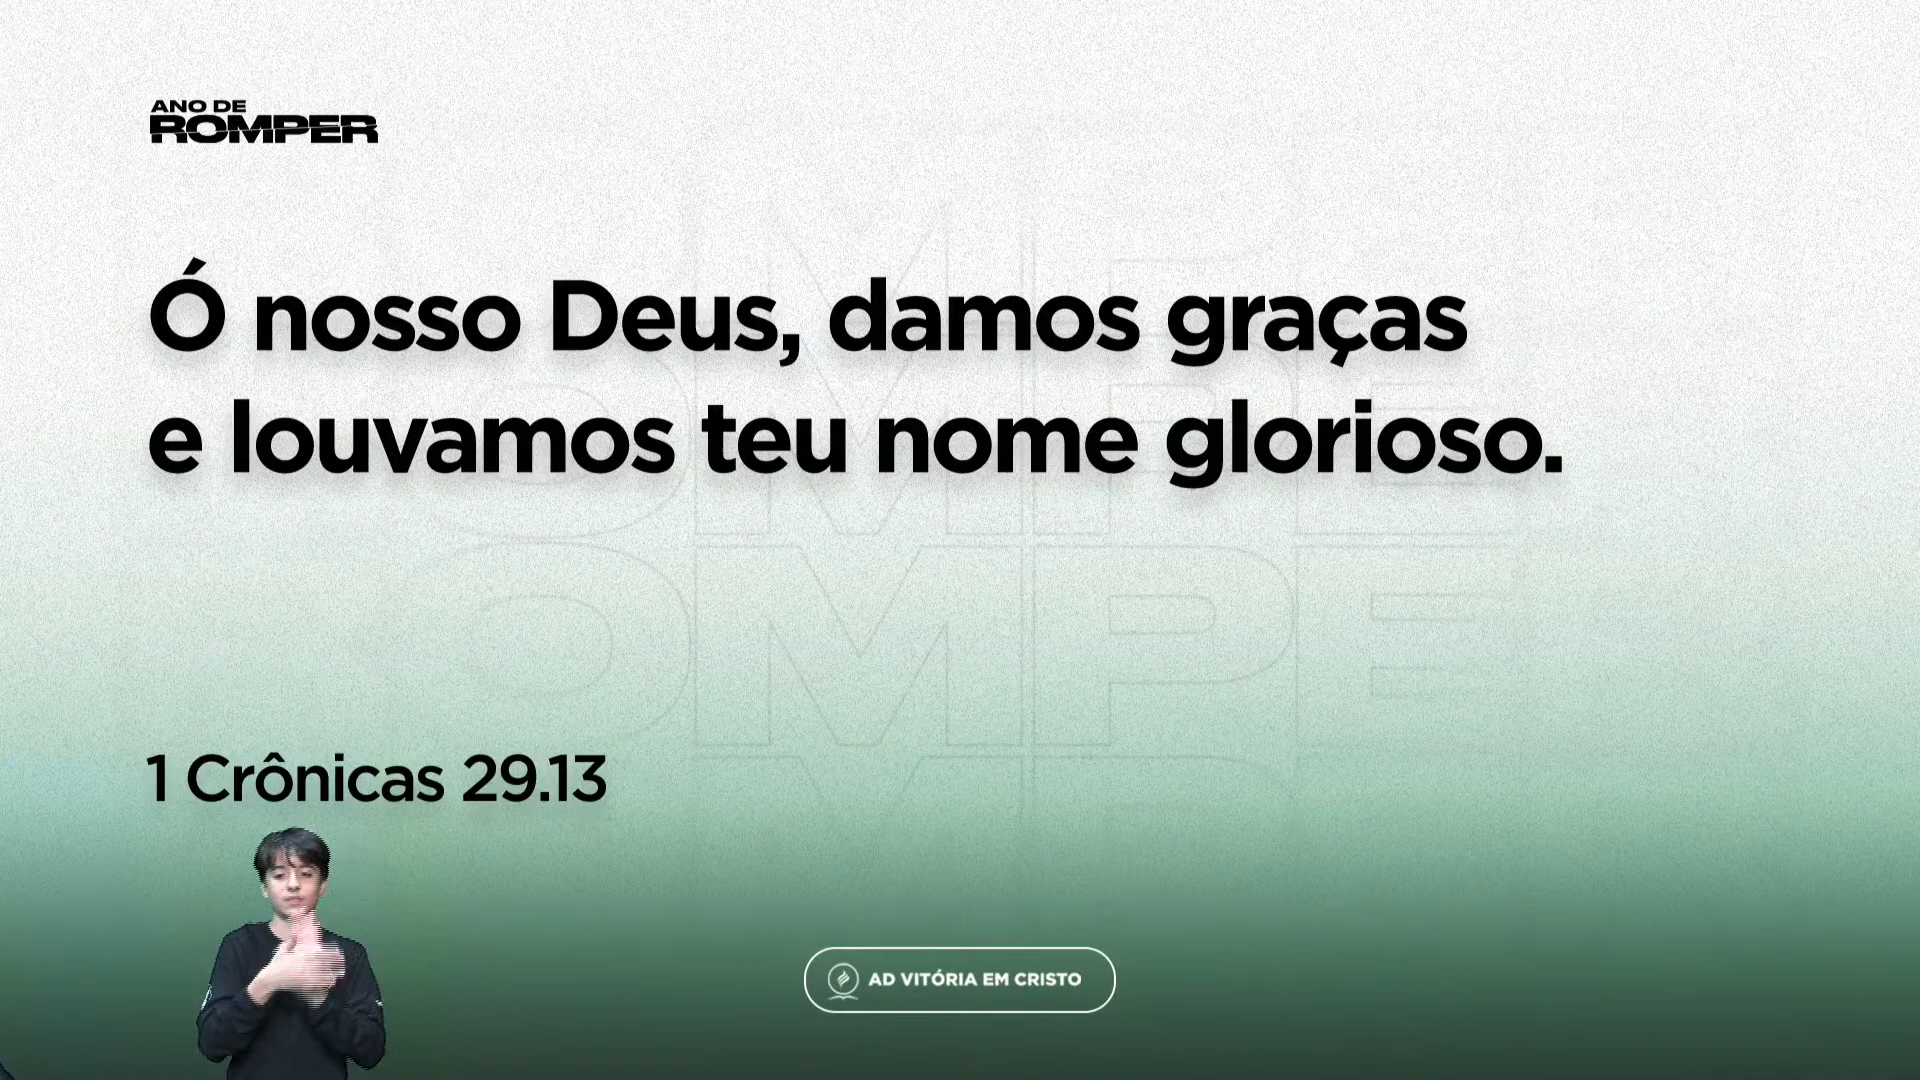 ANO DE
ROMPER
Ó nosso Deus, damos graças
e louvamos teu nome glorioso.
1 Crônicas 29.13
AD VITÓRIA EM CRISTO